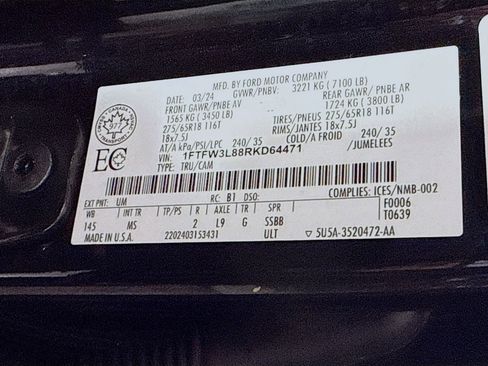 MFD. BY FORD MOTOR COMPANY
DATE: 03/24 GVWR/PNBV: 3221 KG ( 7100 LB)
FRONT GAWR/PNBE AV REAR GAWR / PNBE AR
1565 KG ( 3450 LB) 1724 KG ( 3800 LB)
275/65R18 116T TIRES/PNEUS 275/65R18 116T
18x7.5J RIMS/JANTES 18x7.5J
AT/A kPa/PSI/LPC 240/ 35 COLD/A FROID 240/ 35
1FTFW3L88RKD64471 /JUMELEES
TYPE: TRU/CAM
CANADA
977
TRANSPORT
EC
EXT PNT: UM RC: B1 DSO: COMPLIES: ICES/NMB-002
WB INT TR TP/PS R AXLE TR SPR F0006
145 MS 2 L9 G SSBB T0639
MADE IN U.S.A. 2202403153431 ULT ▽ 5U5A-3520472-AA